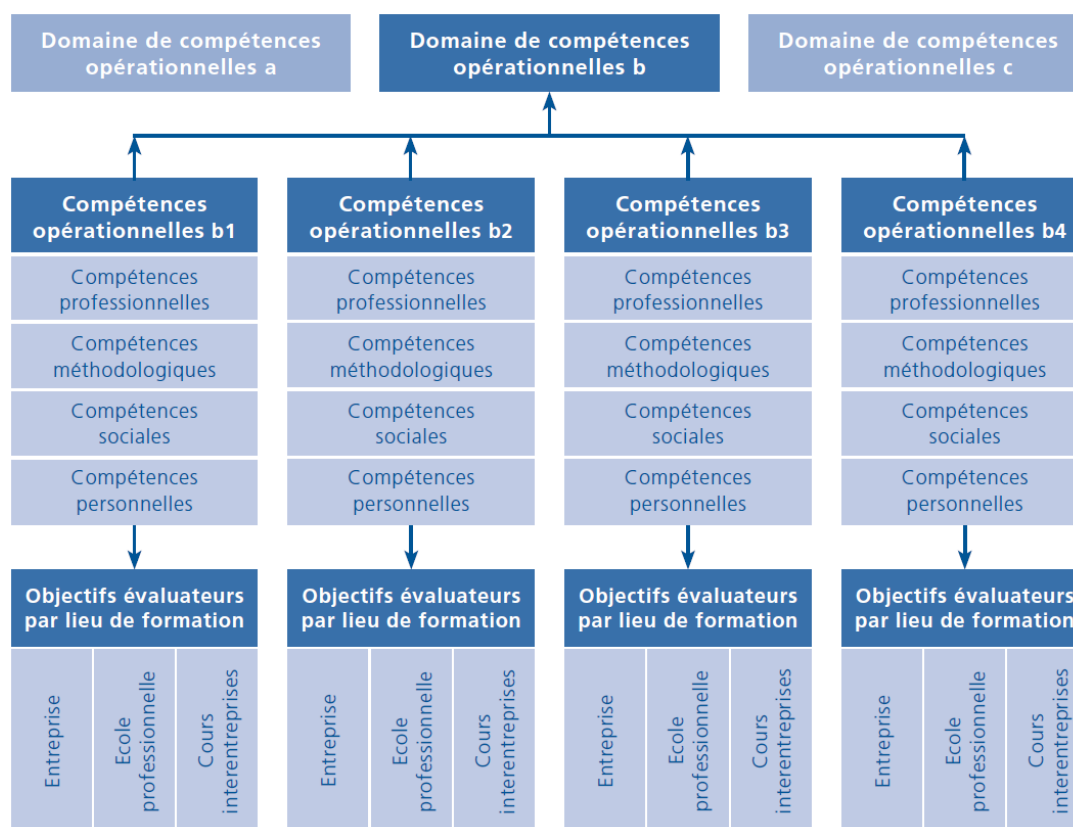 Domaine de compétences
opérationnelles a
Domaine de compétences
opérationnelles b
Domaine de compétences
opérationnelles c
Compétences
opérationnelles b1
Compétences
professionnelles
Compétences
méthodologiques
Compétences
sociales
Compétences
personnelles
Objectifs évaluateurs
par lieu de formation
Entreprise
Ecole
professionnelle
Cours
interentreprises
Compétences
opérationnelles b2
Compétences
professionnelles
Compétences
méthodologiques
Compétences
sociales
Compétences
personnelles
Objectifs évaluateurs
par lieu de formation
Entreprise
Ecole
professionnelle
Cours
interentreprises
Compétences
opérationnelles b3
Compétences
professionnelles
Compétences
méthodologiques
Compétences
sociales
Compétences
personnelles
Objectifs évaluateurs
par lieu de formation
Entreprise
Ecole
professionnelle
Cours
interentreprises
Compétences
opérationnelles b4
Compétences
professionnelles
Compétences
méthodologiques
Compétences
sociales
Compétences
personnelles
Objectifs évaluateurs
par lieu de formation
Entreprise
Ecole
professionnelle
Cours
interentreprises